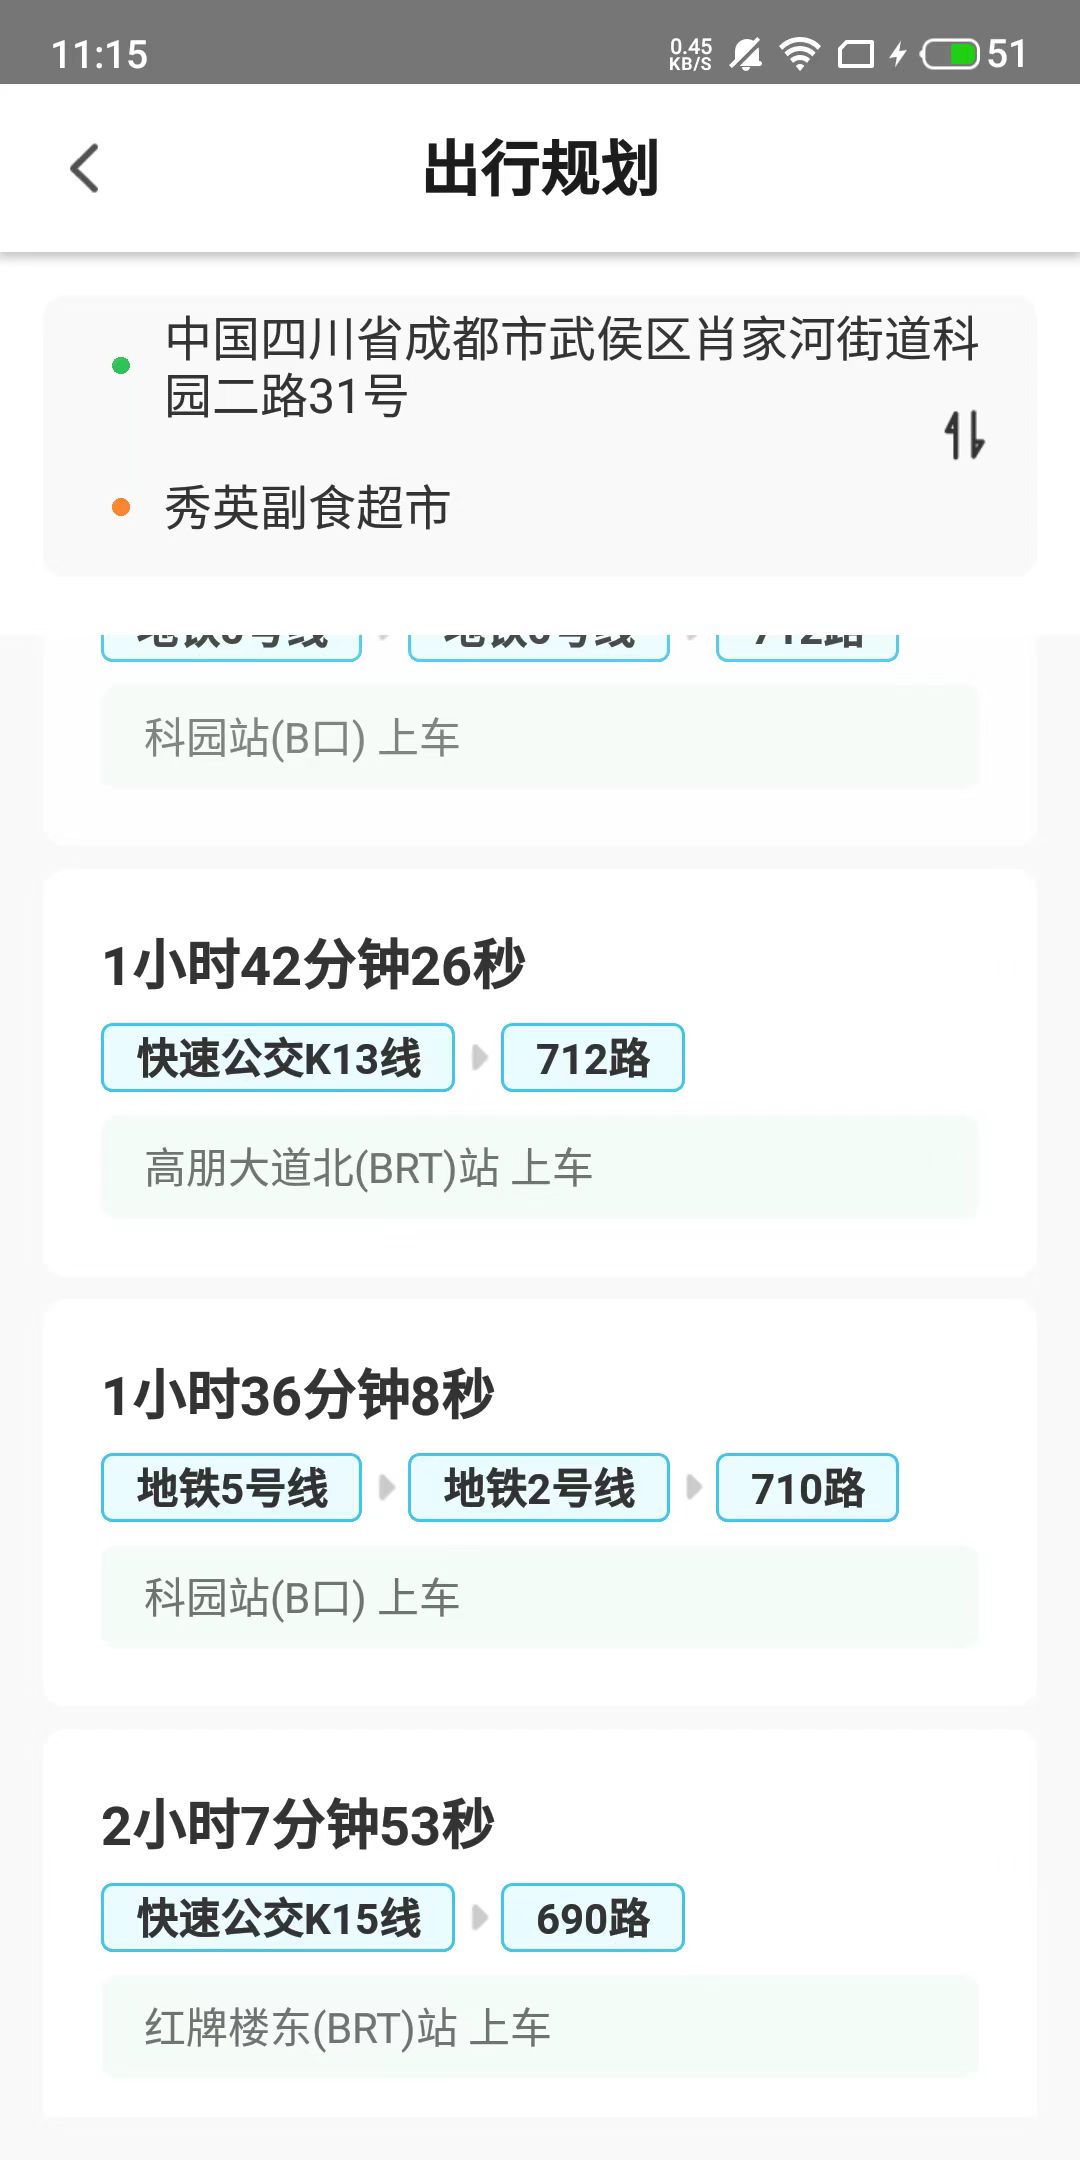 11:15
0.45
KB/S
51
出行规划
中国四川省成都市武侯区肖家河街道科
园二路31号
秀英副食超市
712路
科园站(B口) 上车
1小时42分钟26秒
快速公交K13线
712路
高朋大道北(BRT)站 上车
1小时36分钟8秒
地铁5号线
地铁2号线
710路
科园站(B口) 上车
2小时7分钟53秒
快速公交K15线
690路
红牌楼东(BRT)站 上车